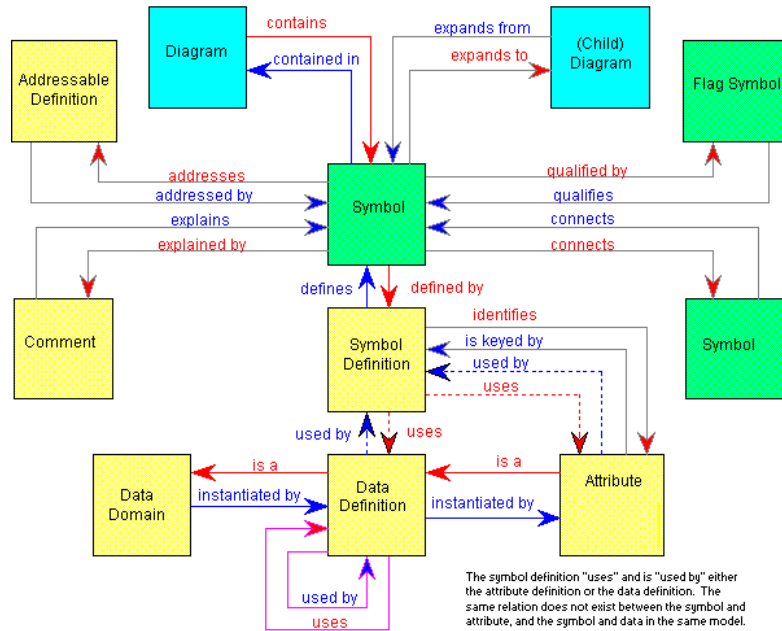 contains
expands from
Diagram
contained in
(Child)
Diagram
expands to
Addressable
Definition
Flag Symbol
addresses
qualified by
addressed by
Symbol
qualifies
explains
connects
explained by
connects
defines
defined by
identifies
Comment
Symbol
Definition
is keyed by
Symbol
used by
uses
used by
uses
is a
is a
Data
Domain
instantiated by
Data
Definition
instantiated by
Attribute
used by
uses
The symbol definition "uses" and is "used by" either
the attribute definition or the data definition. The
same relation does not exist between the symbol and
attribute, and the symbol and data in the same model.